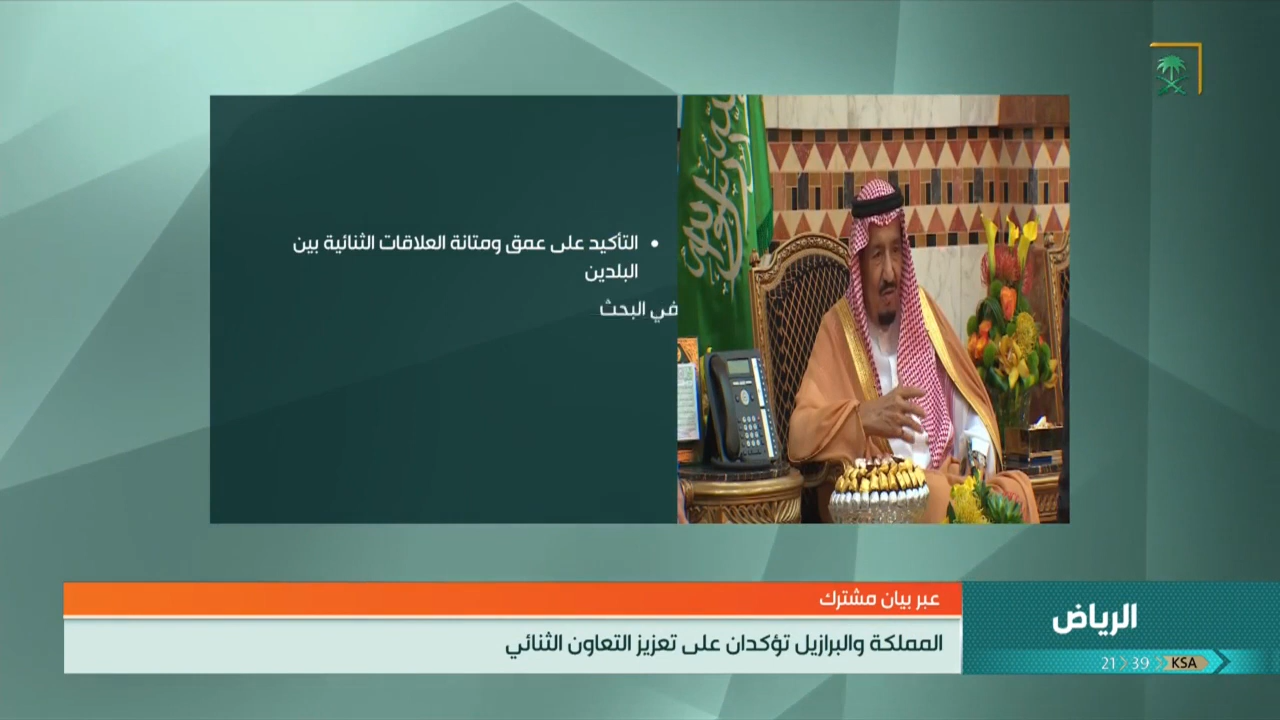 • التأكيد على عمق ومتانة العلاقات الثنائية بين
البلدين
في البحث
عبر بيان مشترك
المملكة والبرازيل تؤكدان على تعزيز التعاون الثنائي
الرياض
21 39 KSA